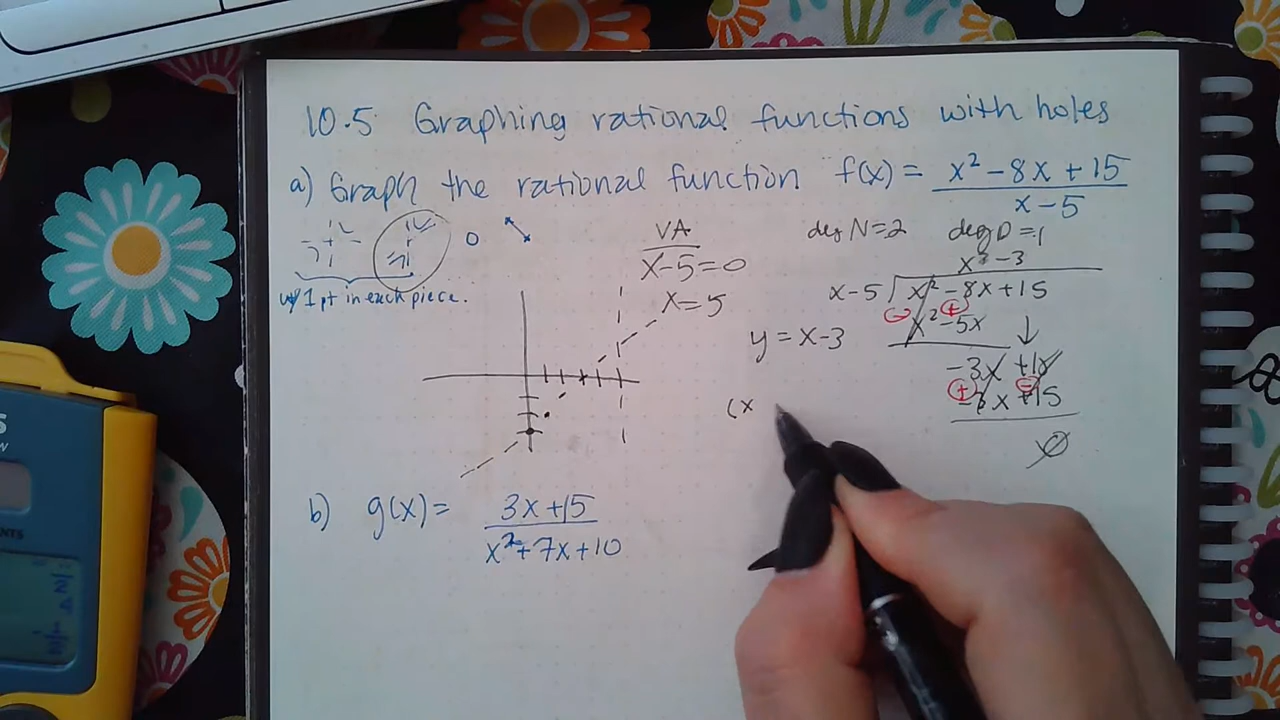 10.5 Graphing rational functions with holes
a) Graph the rational function f(x) = x² - 8x + 15
x - 5
VA
deg N = 2 deg D = 1
x - 3
x - 5 = 0
x - 5 x² - 8x + 15
w/ 1 pt in each piece.
x = 5
x² - 5x
y = x - 3
-3x + 15
-3x + 15
0
(x
b) g(x) = 3x + 15
x² + 7x + 10